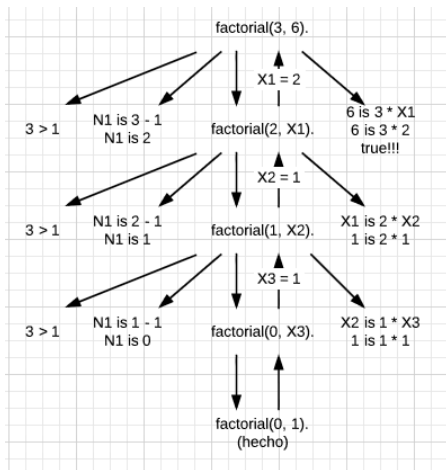 factorial(3, 6).
X1 = 2
3 > 1
N1 is 3 - 1
N1 is 2
factorial(2, X1).
6 is 3 * X1
6 is 3 * 2
true!!!
X2 = 1
3 > 1
N1 is 2 - 1
N1 is 1
factorial(1, X2).
X1 is 2 * X2
1 is 2 * 1
X3 = 1
3 > 1
N1 is 1 - 1
N1 is 0
factorial(0, X3).
X2 is 1 * X3
1 is 1 * 1
factorial(0, 1).
(hecho)